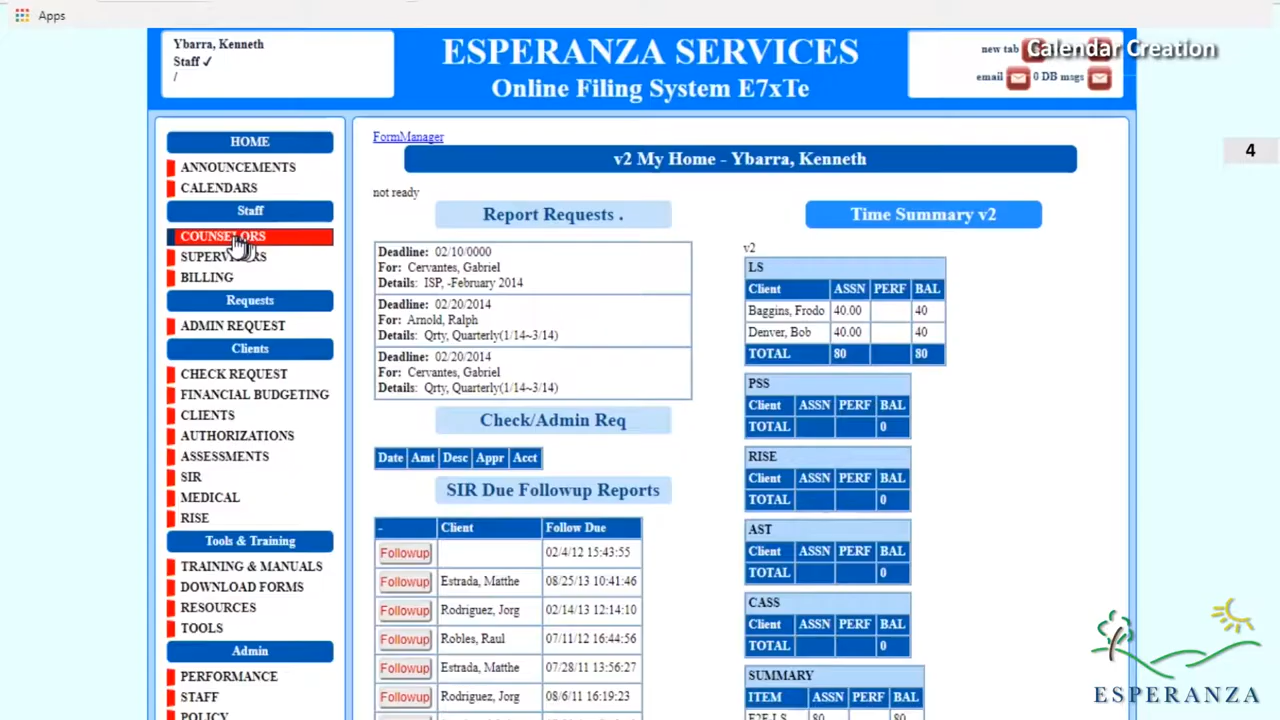 Apps
Ybarra, Kenneth
Staff ✓
/
ESPERANZA SERVICES
Online Filing System E7xTe
new tab
Calendar Creation
email 0 DB msgs
4
HOME
ANNOUNCEMENTS
CALENDARS
Staff
COUNSELORS
SUPERVISORS
BILLING
Requests
ADMIN REQUEST
Clients
CHECK REQUEST
FINANCIAL BUDGETING
CLIENTS
AUTHORIZATIONS
ASSESSMENTS
SIR
MEDICAL
RISE
Tools & Training
TRAINING & MANUALS
DOWNLOAD FORMS
RESOURCES
TOOLS
Admin
PERFORMANCE
STAFF
POLICY
FormManager
v2 My Home - Ybarra, Kenneth
not ready
Report Requests .
Deadline: 02/10/0000
For: Cervantes, Gabriel
Details: ISP, -February 2014
Deadline: 02/20/2014
For: Arnold, Ralph
Details: Qrty, Quarterly(1/14~3/14)
Deadline: 02/20/2014
For: Cervantes, Gabriel
Details: Qrty, Quarterly(1/14~3/14)
Check/Admin Req
Date Amt Desc Appr Acct
SIR Due Followup Reports
- Client Follow Due
Followup 02/4/12 15:43:55
Followup Estrada, Matthe 08/25/13 10:41:46
Followup Rodriguez, Jorg 02/14/13 12:14:10
Followup Robles, Raul 07/11/12 16:44:56
Followup Estrada, Matthe 07/28/11 13:56:27
Followup Rodriguez, Jorg 08/6/11 16:19:23
Time Summary v2
v2
LS
Client ASSN PERF BAL
Baggins, Frodo 40.00 40
Denver, Bob 40.00 40
TOTAL 80 80
PSS
Client ASSN PERF BAL
TOTAL 0
RISE
Client ASSN PERF BAL
TOTAL 0
AST
Client ASSN PERF BAL
TOTAL 0
CASS
Client ASSN PERF BAL
TOTAL 0
SUMMARY
ITEM ASSN PERF BAL
F2F LS 80 80
ESPERANZA